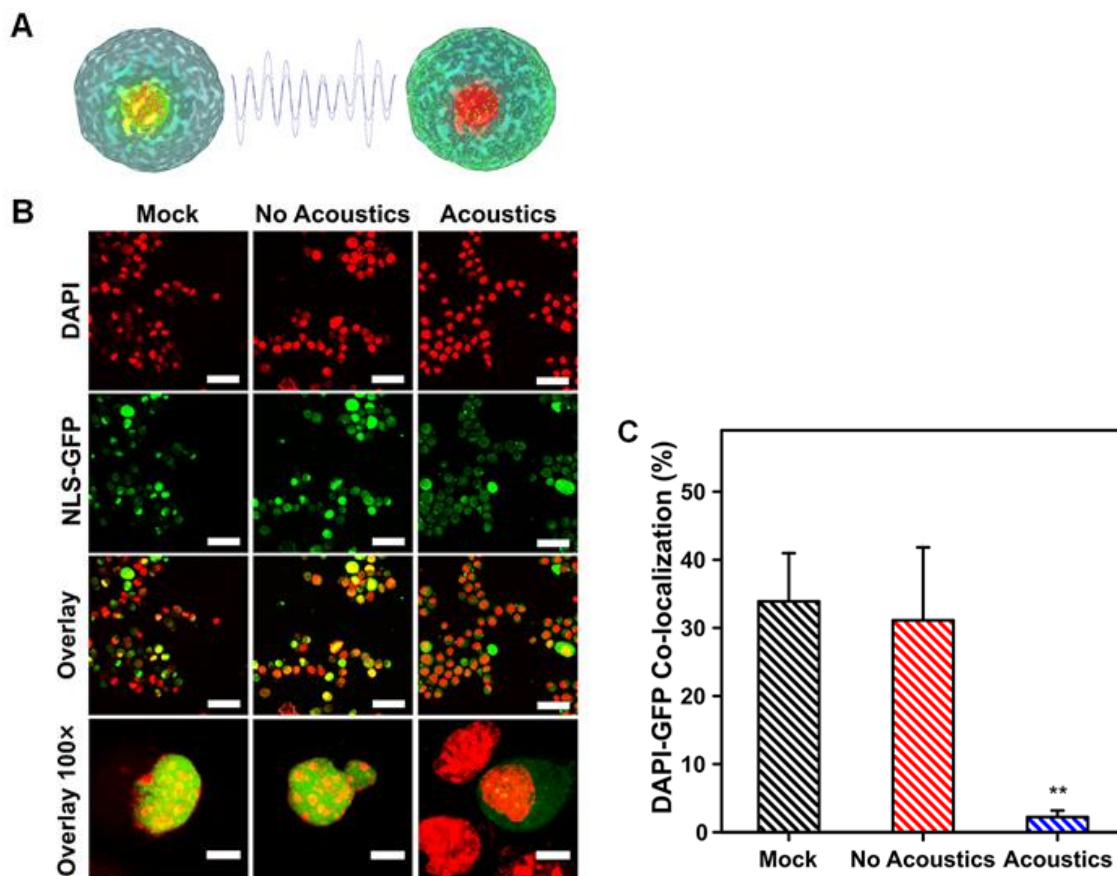 A
B
Mock No Acoustics Acoustics
DAPI
NLS-GFP
Overlay
Overlay 100×
C
DAPI-GFP Co-localization (%)
50
40
30
20
10
0
**
Mock No Acoustics Acoustics